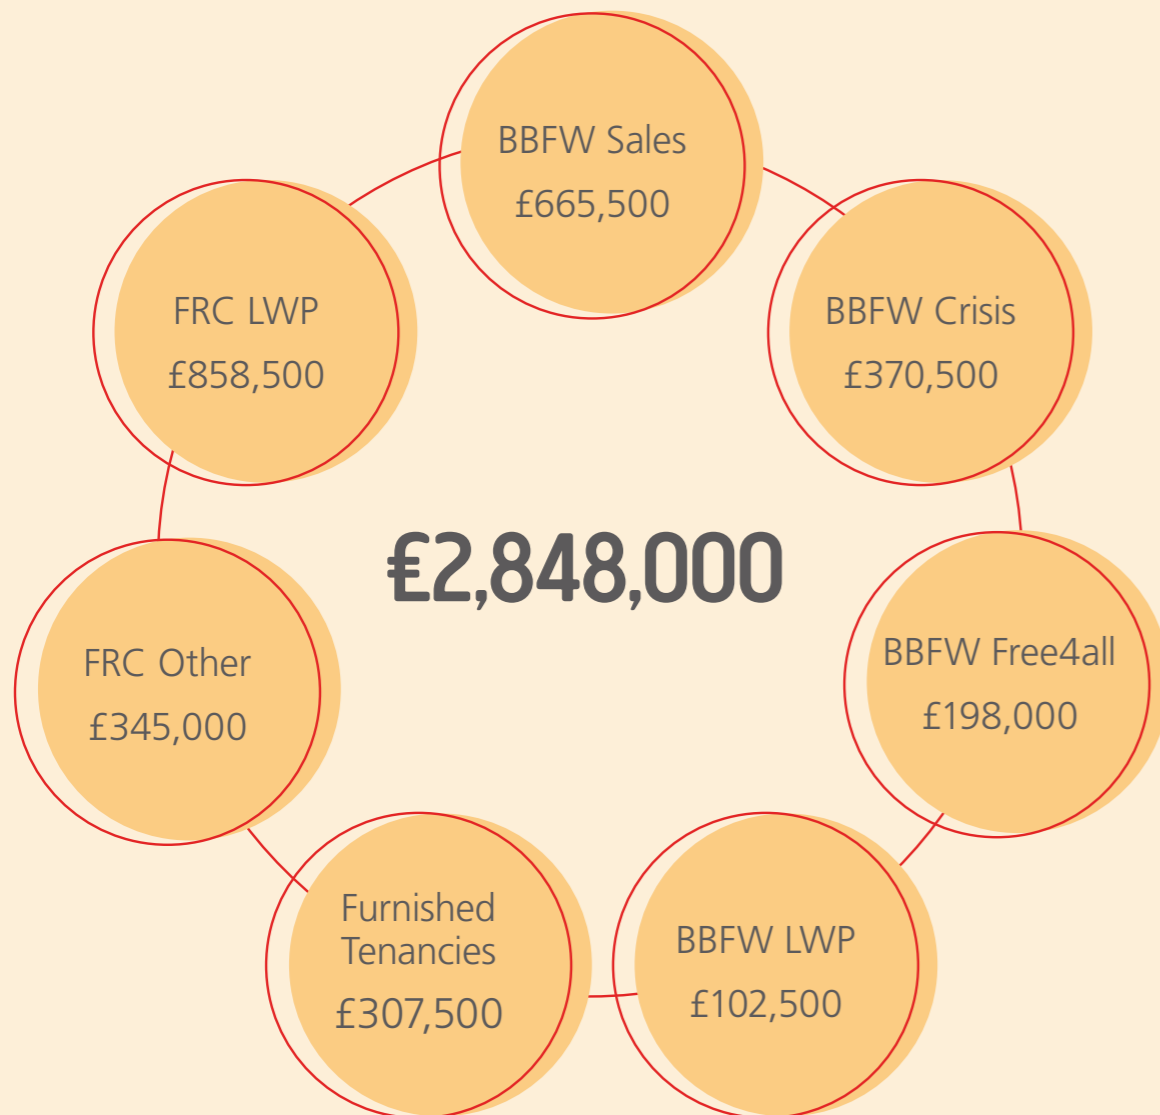 BBFW Sales
£665,500
FRC LWP
£858,500
BBFW Crisis
£370,500
£2,848,000
FRC Other
£345,000
BBFW Free4all
£198,000
Furnished
Tenancies
£307,500
BBFW LWP
£102,500